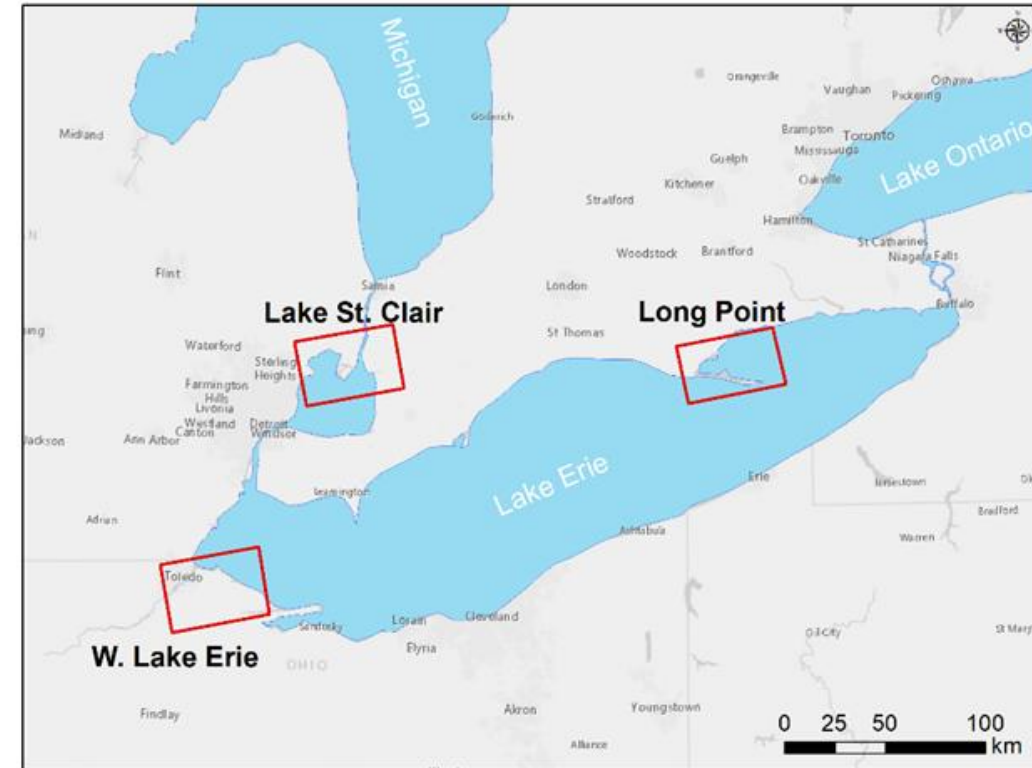 Michigan
Orangeville
Oshawa
Vaughan
Pickering
Midland
Goderich
Brampton
Toronto
Mississauga
Lake Ontario
Guelph
Oakville
Kitchener
Stratford
Hamilton
St Catharines
Woodstock
Brantford
Niagara Falls
Flint
Sarnia
London
Buffalo
Lake St. Clair
Long Point
St Thomas
Waterford
Sterling
Heights
Farmington
Hills
Livonia
Westland
Detroit
Jackson
Ann Arbor
Canton
Windsor
Lake Erie
Erie
Jamestown
Leamington
Bradford
Adrian
Ashtabula
Warren
Toledo
Lorain
Cleveland
Sandusky
Oil City
St Mary
Elyria
W. Lake Erie
OHIO
Findlay
Akron
Youngstown
0 25 50 100
km
Alliance